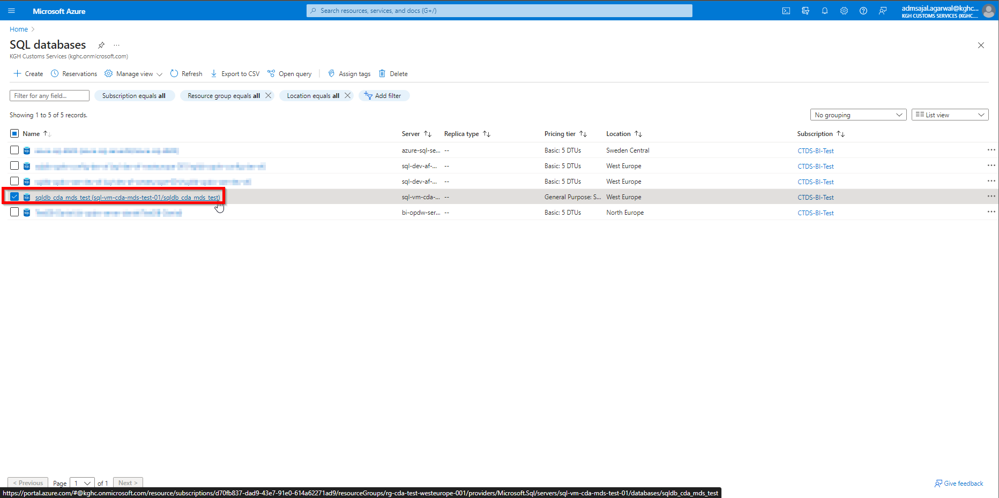 Microsoft Azure
Search resources, services, and docs (G+/)
admsajal.agarwal@kghc...
KGH CUSTOMS SERVICES (KGHC....
Home
SQL databases
KGH Customs Services (kghc.onmicrosoft.com)
Create Reservations Manage view Refresh Export to CSV Open query Assign tags Delete
Filter for any field... Subscription equals all Resource group equals all Location equals all Add filter
Showing 1 to 5 of 5 records.
No grouping List view
Name Server Replica type Pricing tier Location Subscription
azure-sql-se... -- Basic: 5 DTUs Sweden Central CTDS-BI-Test
sql-dev-af-... -- Basic: 5 DTUs West Europe CTDS-BI-Test
sql-dev-af-... -- Basic: 5 DTUs West Europe CTDS-BI-Test
sqldb_cda_mds_test (sql-vm-cda-mds-test-01/sqldb_cda_mds_test) sql-vm-cda-... -- General Purpose: S... West Europe CTDS-BI-Test
bi-opdw-ser... -- Basic: 5 DTUs North Europe CTDS-BI-Test
< Previous Page 1 of 1 Next >
Give feedback
https://portal.azure.com/#@kghc.onmicrosoft.com/resource/subscriptions/d70fb837-dad9-43e7-91e0-614a62271ad9/resourceGroups/rg-cda-test-westeurope-001/providers/Microsoft.Sql/servers/sql-vm-cda-mds-test-01/databases/sqldb_cda_mds_test